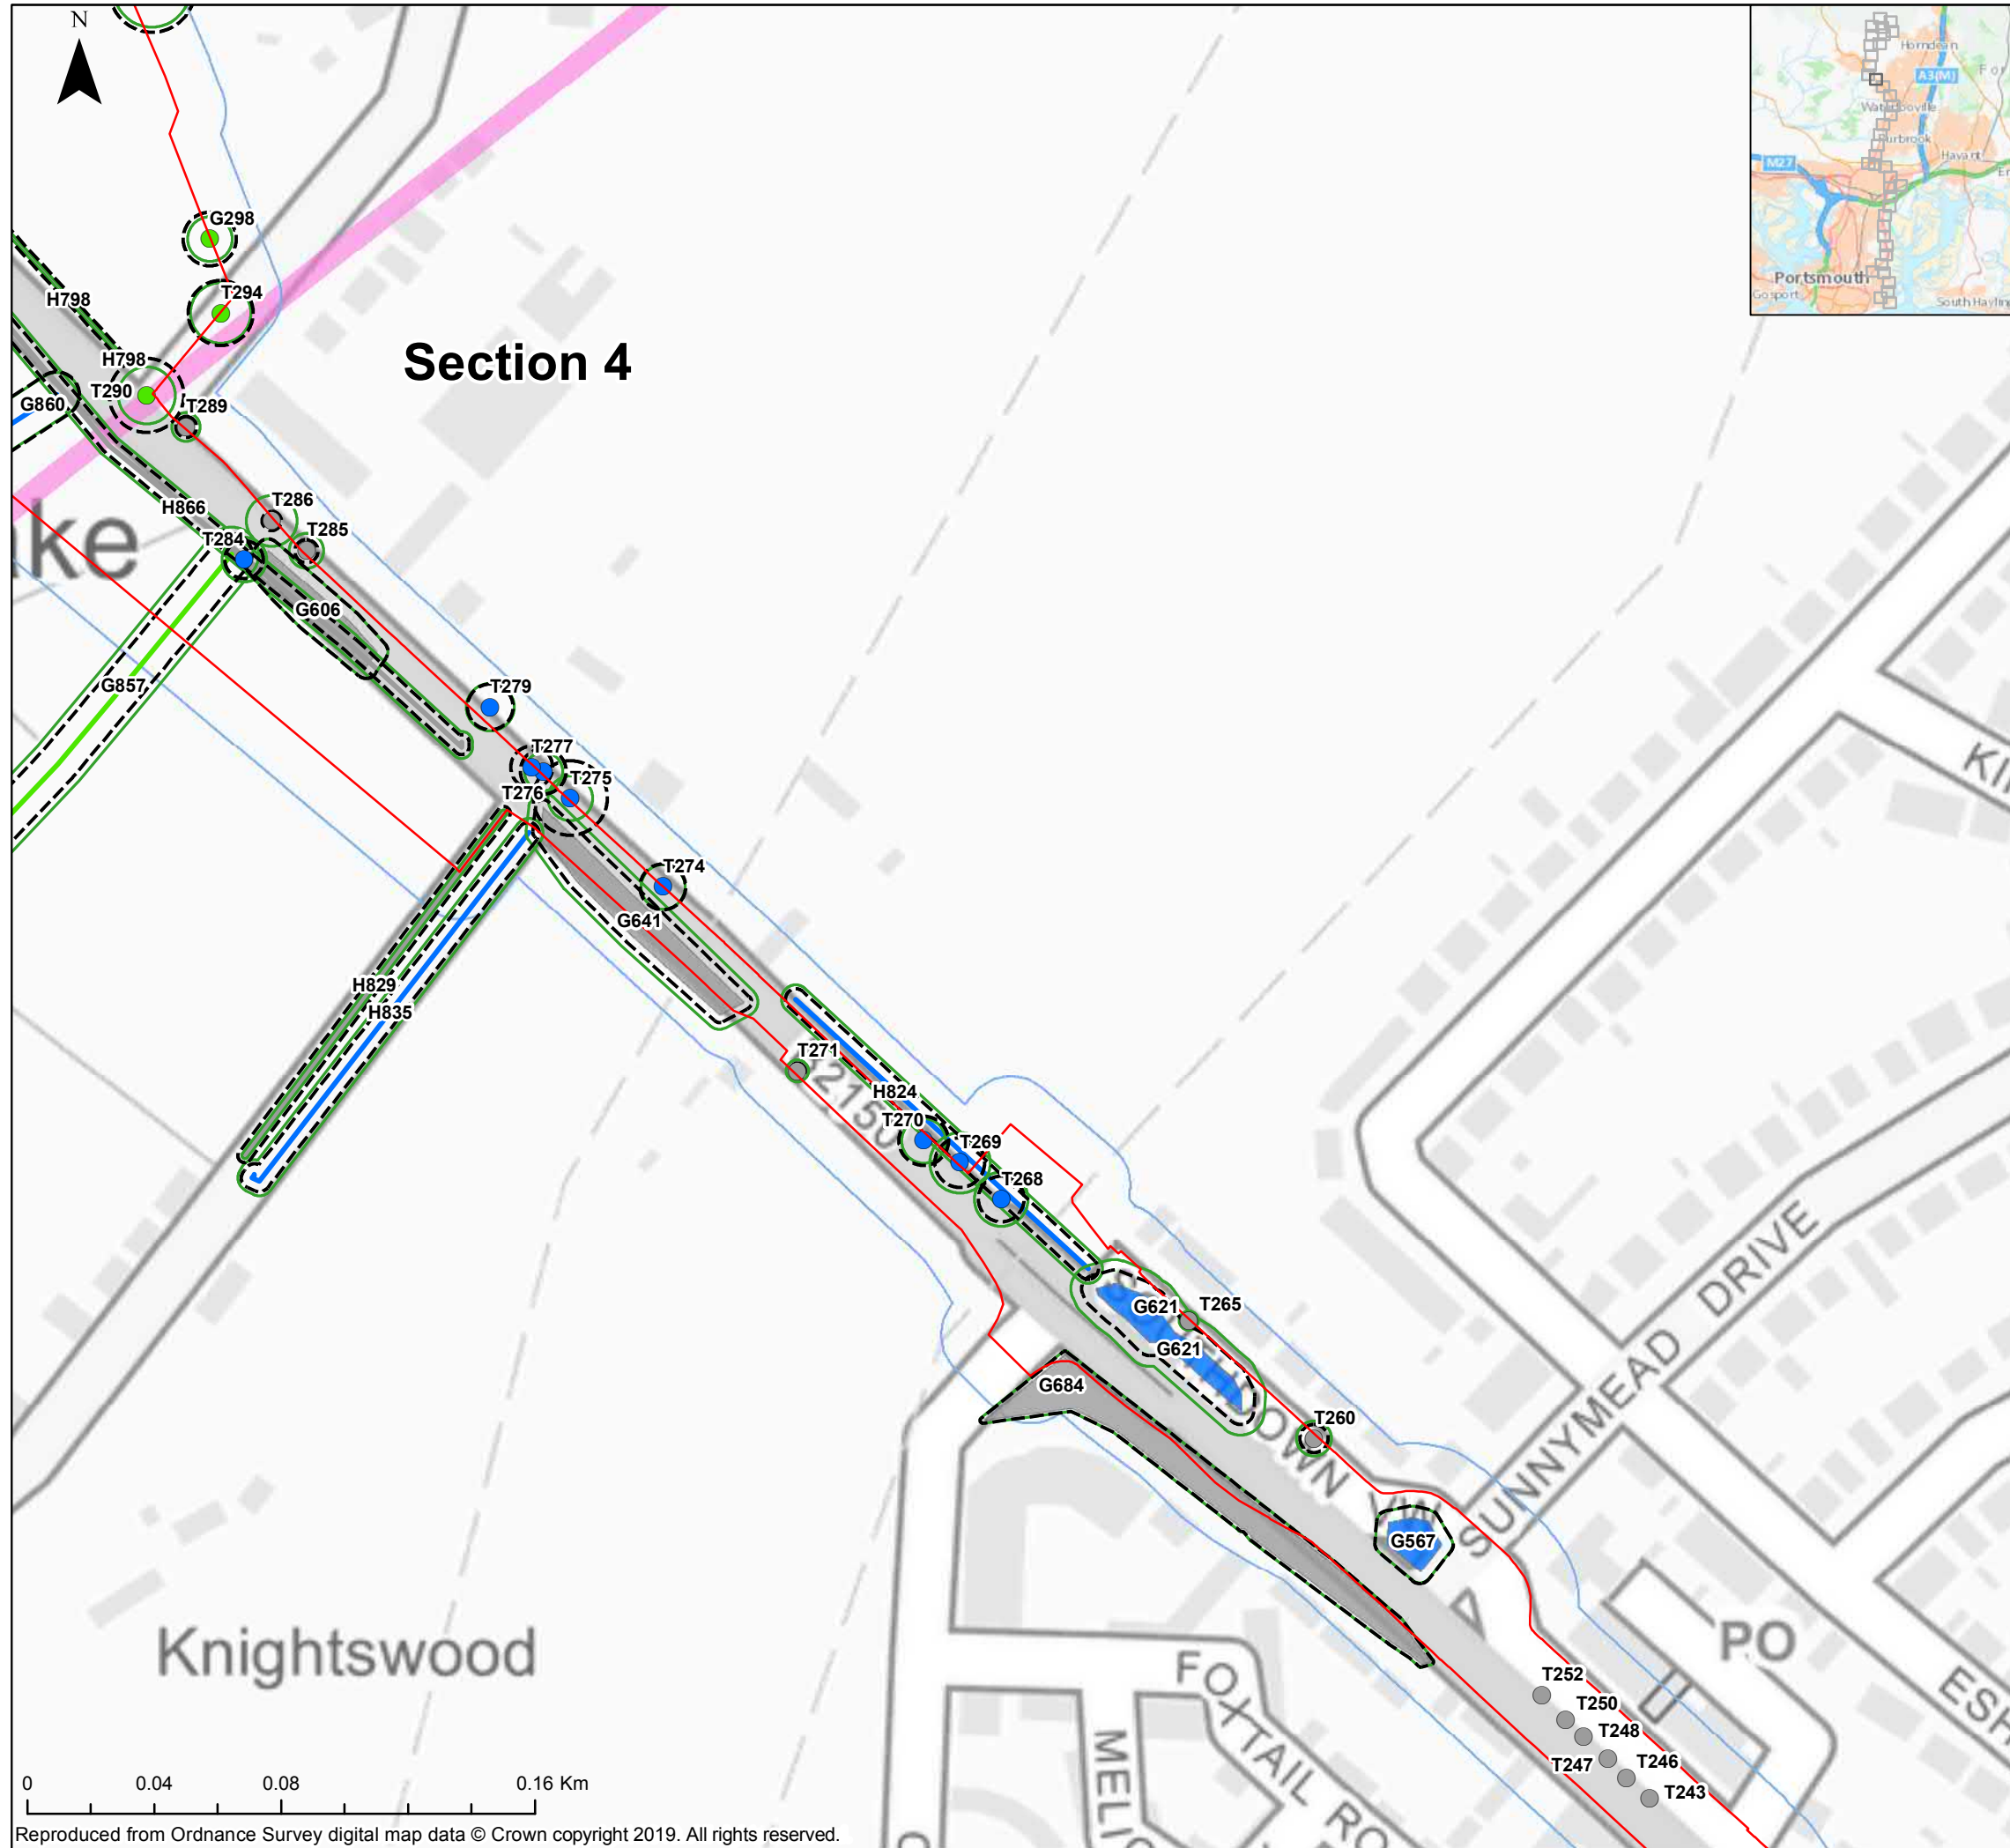 N
Horndean
A3(M)
For
Waterlooville
Purbrook
M27
Havant
Portsmouth
Gosport
South Hayling
G298
T294
H798
H798
T290
G860
T289
Section 4
T286
H866
T285
T284
ke
G606
G857
T279
T277
T275
T276
T274
G641
H829
H835
T271
B2150
H824
T270
T269
T268
G621
T265
G621
G684
T260
SUNNYMEAD DRIVE
G567
PO
Knightswood
FOXTAIL RO
T252
T250
T248
T247
T246
T243
0 0.04 0.08 0.16 Km
Reproduced from Ordnance Survey digital map data © Crown copyright 2019. All rights reserved.